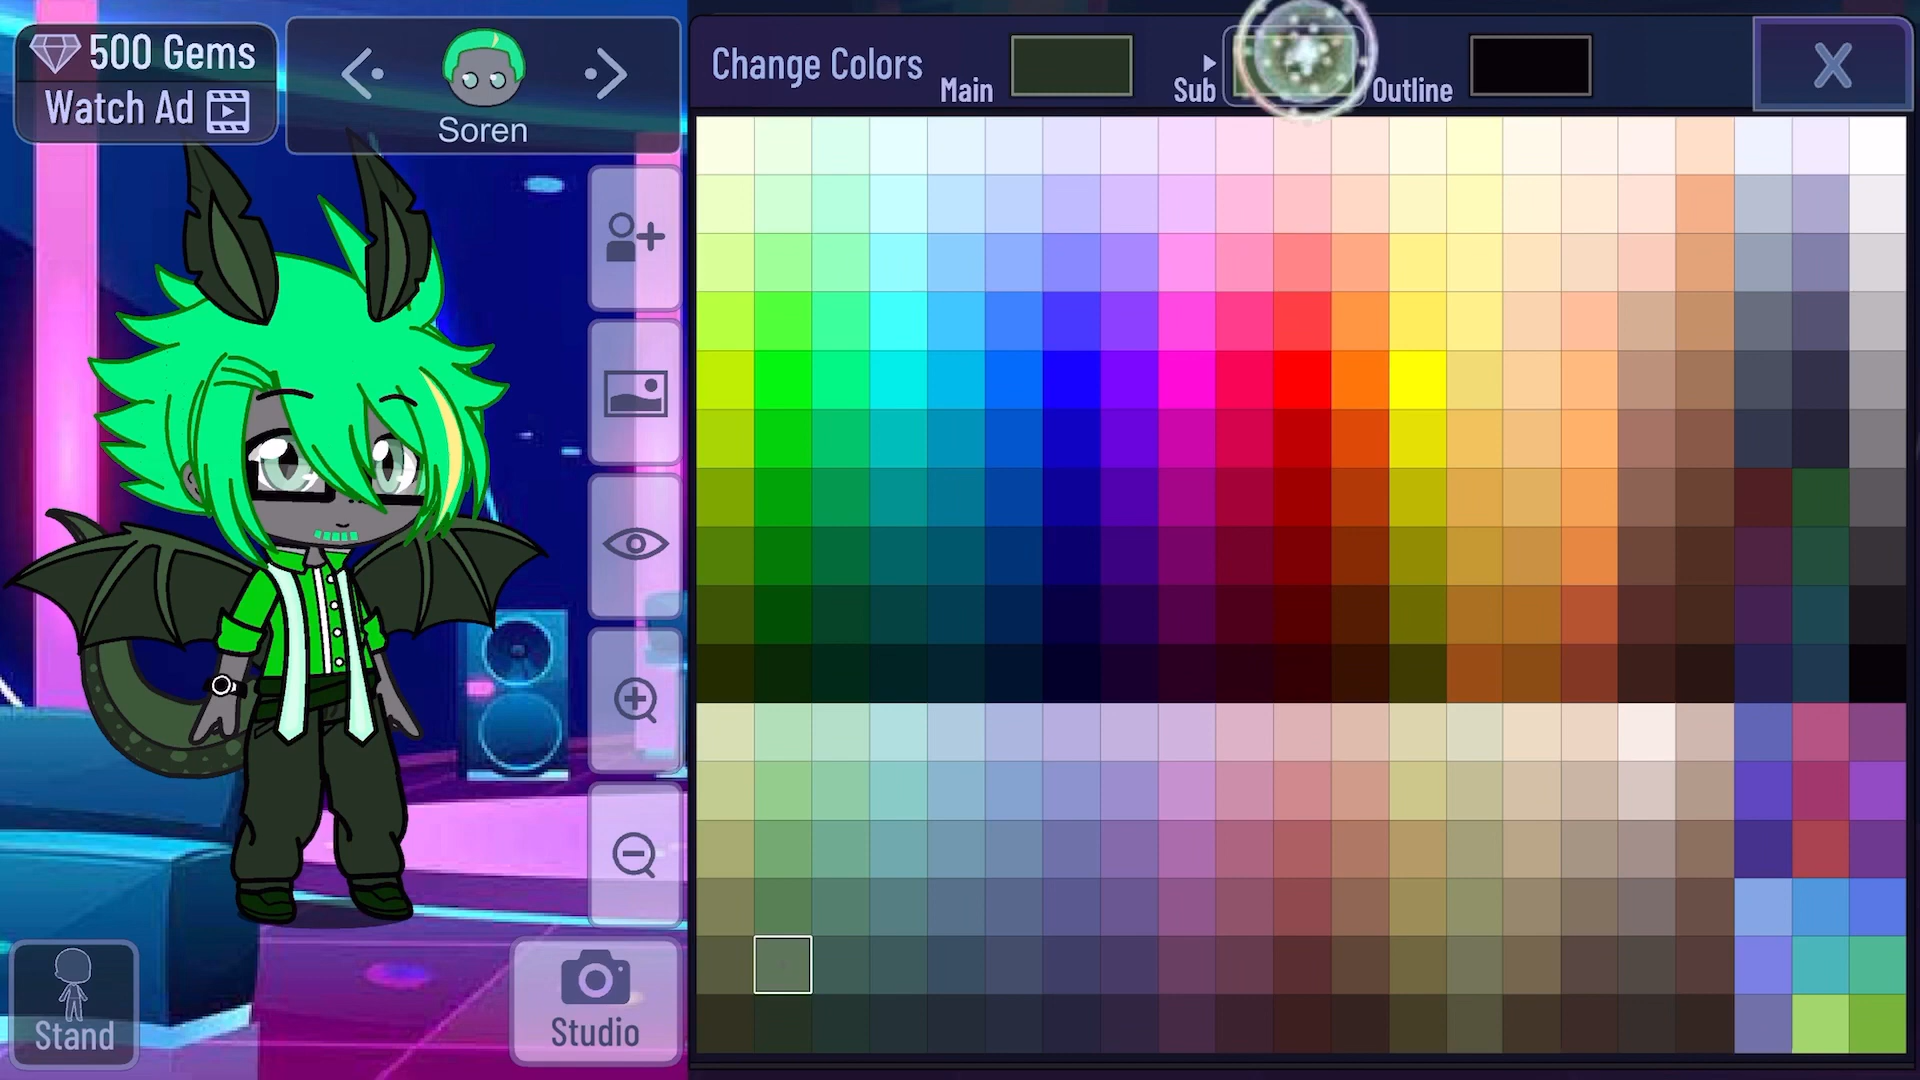 500 Gems
Watch Ad
Soren
Change Colors
Main
Sub
Outline
X
Stand
Studio